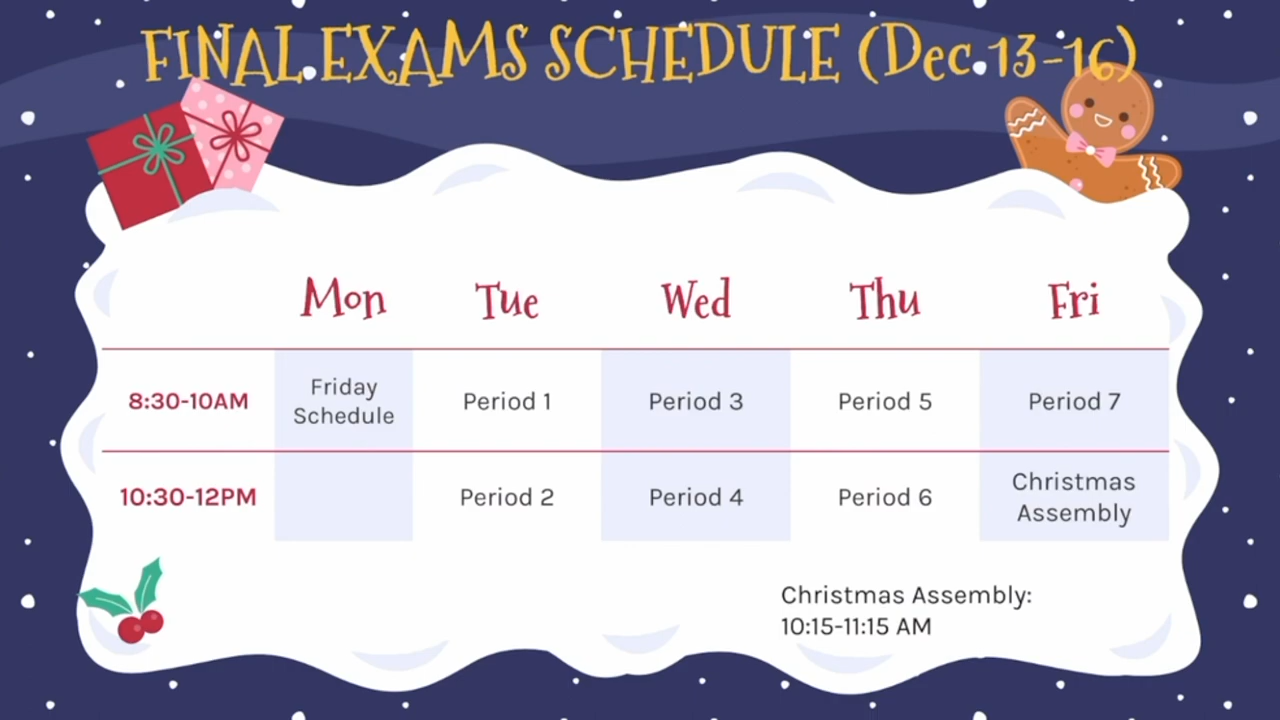 FINAL EXAMS SCHEDULE (Dec.13-16)
Mon Tue Wed Thu Fri
8:30-10AM Friday Schedule Period 1 Period 3 Period 5 Period 7
10:30-12PM Period 2 Period 4 Period 6 Christmas Assembly
Christmas Assembly:
10:15-11:15 AM